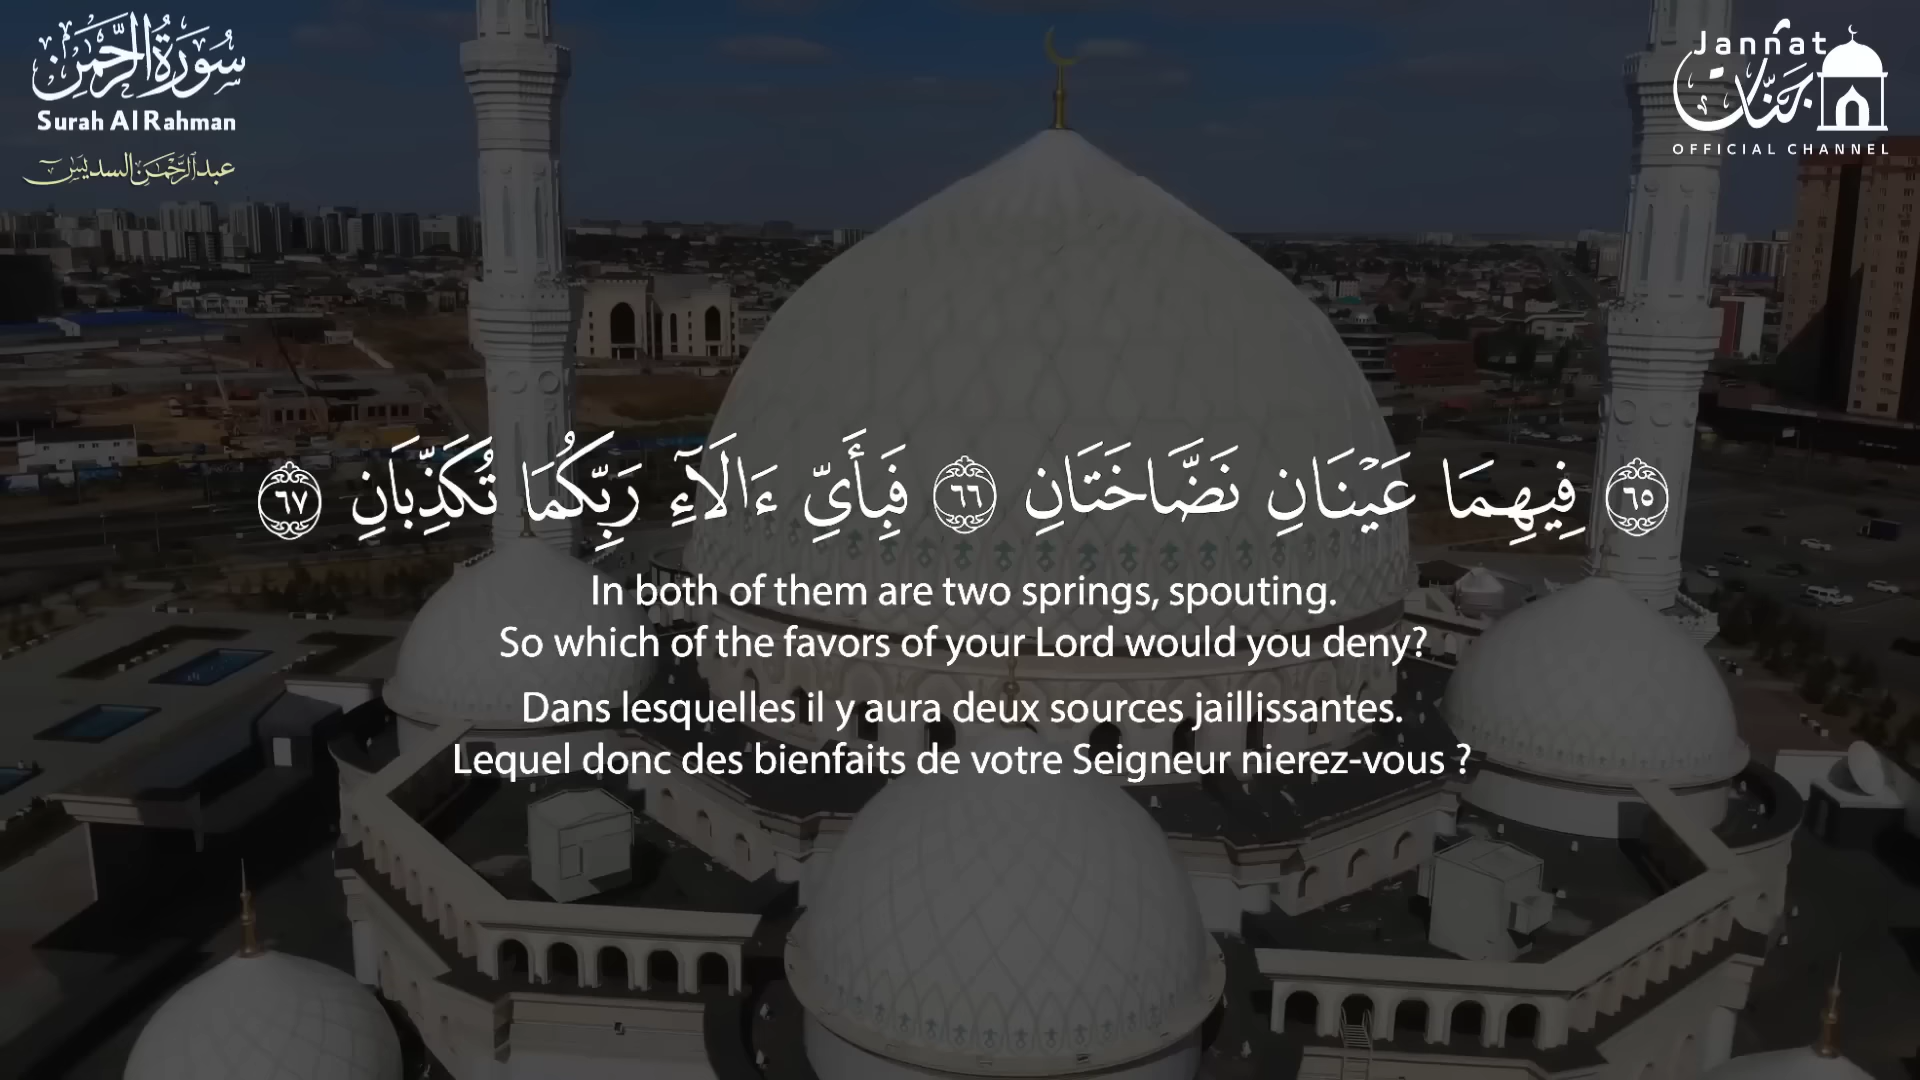 سُورَةُ الرَّحْمَٰن
Surah Al Rahman
عبد الرحمن السديس
Jannat
جَنَّات
OFFICIAL CHANNEL
٦٥ فِيهِمَا عَيْنَانِ نَضَّاخَتَانِ ٦٦ فَبِأَيِّ ءَالَآءِ رَبِّكُمَا تُكَذِّبَانِ ٦٧
In both of them are two springs, spouting.
So which of the favors of your Lord would you deny?
Dans lesquelles il y aura deux sources jaillissantes.
Lequel donc des bienfaits de votre Seigneur nierez-vous ?